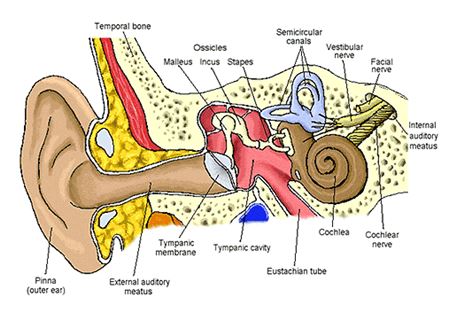 Temporal bone
Ossicles
Malleus Incus Stapes
Semicircular
canals
Vestibular
nerve
Facial
nerve
Internal
auditory
meatus
Cochlear
nerve
Cochlea
Eustachian tube
Tympanic cavity
Tympanic
membrane
External auditory
meatus
Pinna
(outer ear)